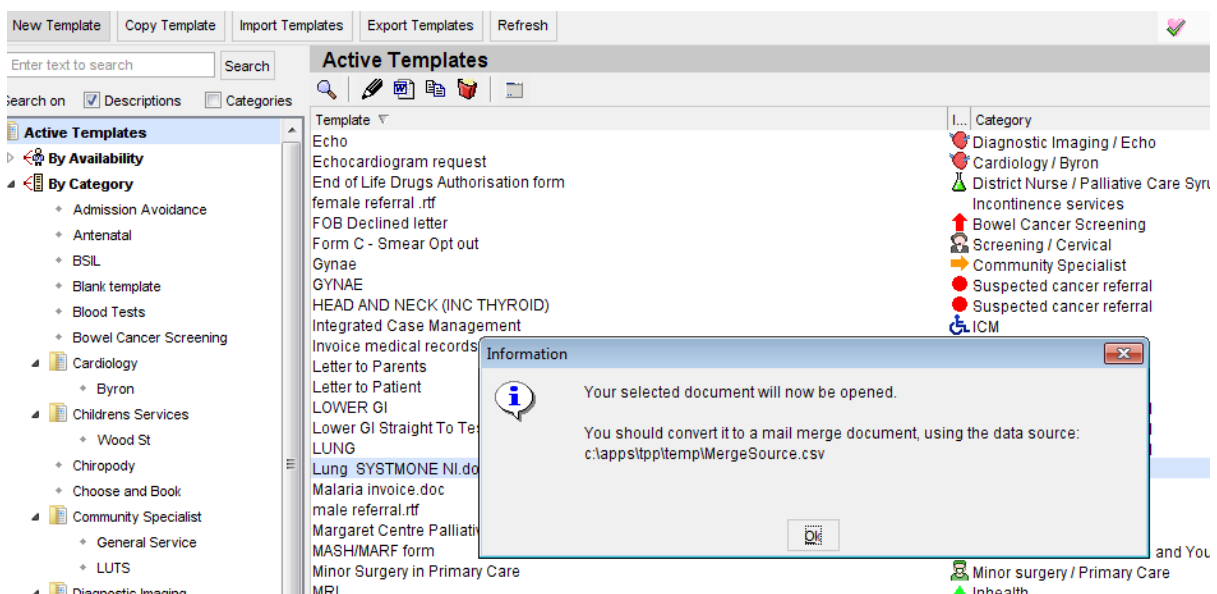 New Template Copy Template Import Templates Export Templates Refresh
Enter text to search Search
Search on Descriptions Categories
Active Templates
By Availability
By Category
Admission Avoidance
Antenatal
BSIL
Blank template
Blood Tests
Bowel Cancer Screening
Cardiology
Byron
Childrens Services
Wood St
Chiropody
Choose and Book
Community Specialist
General Service
LUTS
Diagnostic Imaging
Active Templates
Template I... Category
Echo Diagnostic Imaging / Echo
Echocardiogram request Cardiology / Byron
End of Life Drugs Authorisation form District Nurse / Palliative Care Syru
female referral .rtf Incontinence services
FOB Declined letter Bowel Cancer Screening
Form C - Smear Opt out Screening / Cervical
Gynae Community Specialist
GYNAE Suspected cancer referral
HEAD AND NECK (INC THYROID) Suspected cancer referral
Integrated Case Management ICM
Invoice medical records
Letter to Parents
Letter to Patient
LOWER GI
Lower GI Straight To Te
LUNG
Lung SYSTMONE NI.do
Malaria invoice.doc
male referral.rtf
Margaret Centre Palliativ
MASH/MARF form and You
Minor Surgery in Primary Care Minor surgery / Primary Care
MRI Inhealth
Information
Your selected document will now be opened.
You should convert it to a mail merge document, using the data source:
c:\apps\tpp\temp\MergeSource.csv
Ok